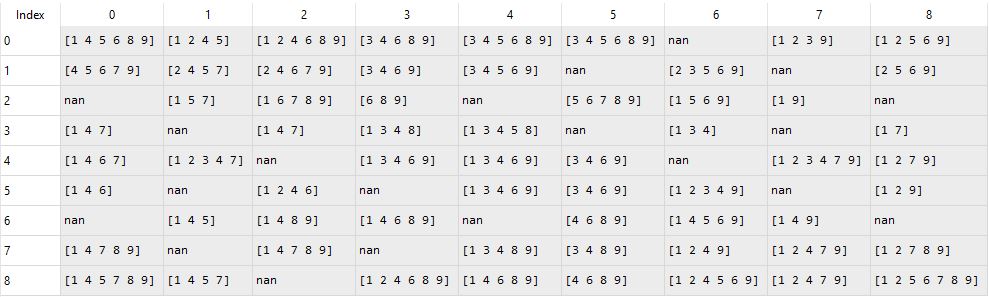 Index 0 1 2 3 4 5 6 7 8
0 [1 4 5 6 8 9] [1 2 4 5] [1 2 4 6 8 9] [3 4 6 8 9] [3 4 5 6 8 9] [3 4 5 6 8 9] nan [1 2 3 9] [1 2 5 6 9]
1 [4 5 6 7 9] [2 4 5 7] [2 4 6 7 9] [3 4 6 9] [3 4 5 6 9] nan [2 3 5 6 9] nan [2 5 6 9]
2 nan [1 5 7] [1 6 7 8 9] [6 8 9] nan [5 6 7 8 9] [1 5 6 9] [1 9] nan
3 [1 4 7] nan [1 4 7] [1 3 4 8] [1 3 4 5 8] nan [1 3 4] nan [1 7]
4 [1 4 6 7] [1 2 3 4 7] nan [1 3 4 6 9] [1 3 4 6 9] [3 4 6 9] nan [1 2 3 4 7 9] [1 2 7 9]
5 [1 4 6] nan [1 2 4 6] nan [1 3 4 6 9] [3 4 6 9] [1 2 3 4 9] nan [1 2 9]
6 nan [1 4 5] [1 4 8 9] [1 4 6 8 9] nan [4 6 8 9] [1 4 5 6 9] [1 4 9] nan
7 [1 4 7 8 9] nan [1 4 7 8 9] nan [1 3 4 8 9] [3 4 8 9] [1 2 4 9] [1 2 4 7 9] [1 2 7 8 9]
8 [1 4 5 7 8 9] [1 4 5 7] nan [1 2 4 6 8 9] [1 4 6 8 9] [4 6 8 9] [1 2 4 5 6 9] [1 2 4 7 9] [1 2 5 6 7 8 9]